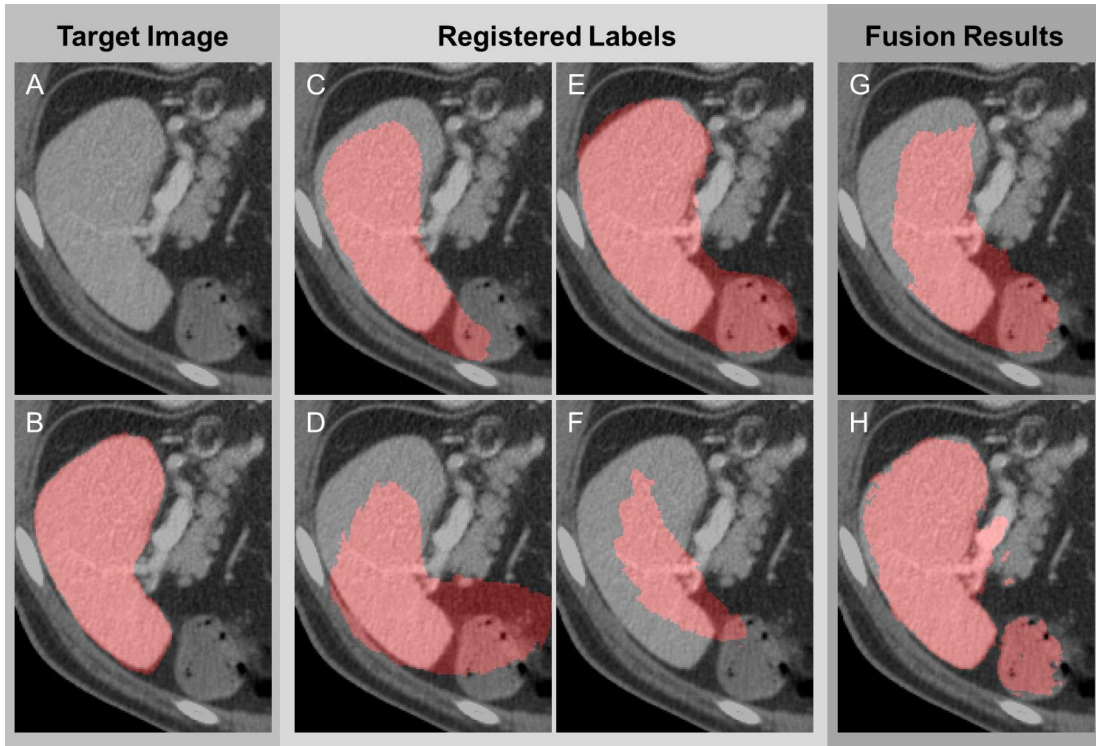 Target Image
Registered Labels
Fusion Results
A
C
E
G
B
D
F
H